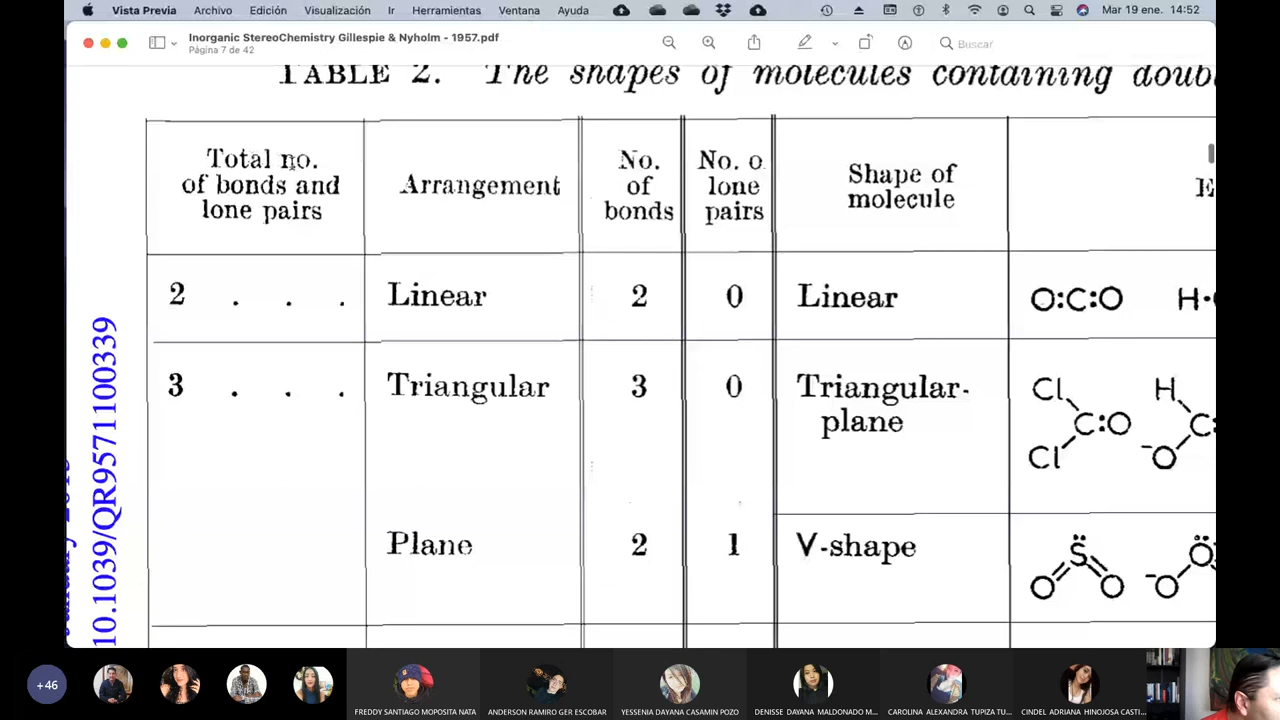 Vista Previa Archivo Edición Visualización Ir Herramientas Ventana Ayuda Mar 19 ene. 14:52
Inorganic StereoChemistry Gillespie & Nyholm - 1957.pdf
Página 7 de 42
Buscar
TABLE 2. The shapes of molecules containing doub
Total no. of bonds and lone pairs
Arrangement
No. of bonds
No. o lone pairs
Shape of molecule
E
2 . . . Linear 2 0 Linear O:C:O H·
3 . . . Triangular 3 0 Triangular-plane
Cl
Cl
C:O
H
C:
⁻O
Plane 2 1 V-shape
S
O O
⁻O O
10.1039/QR9571100339
+46
FREDDY SANTIAGO MOPOSITA NATA
ANDERSON RAMIRO GER ESCOBAR
YESSENIA DAYANA CASAMIN POZO
DENISSE DAYANA MALDONADO M...
CAROLINA ALEXANDRA TUPIZA TU...
CINDEL ADRIANA HINOJOSA CASTI...